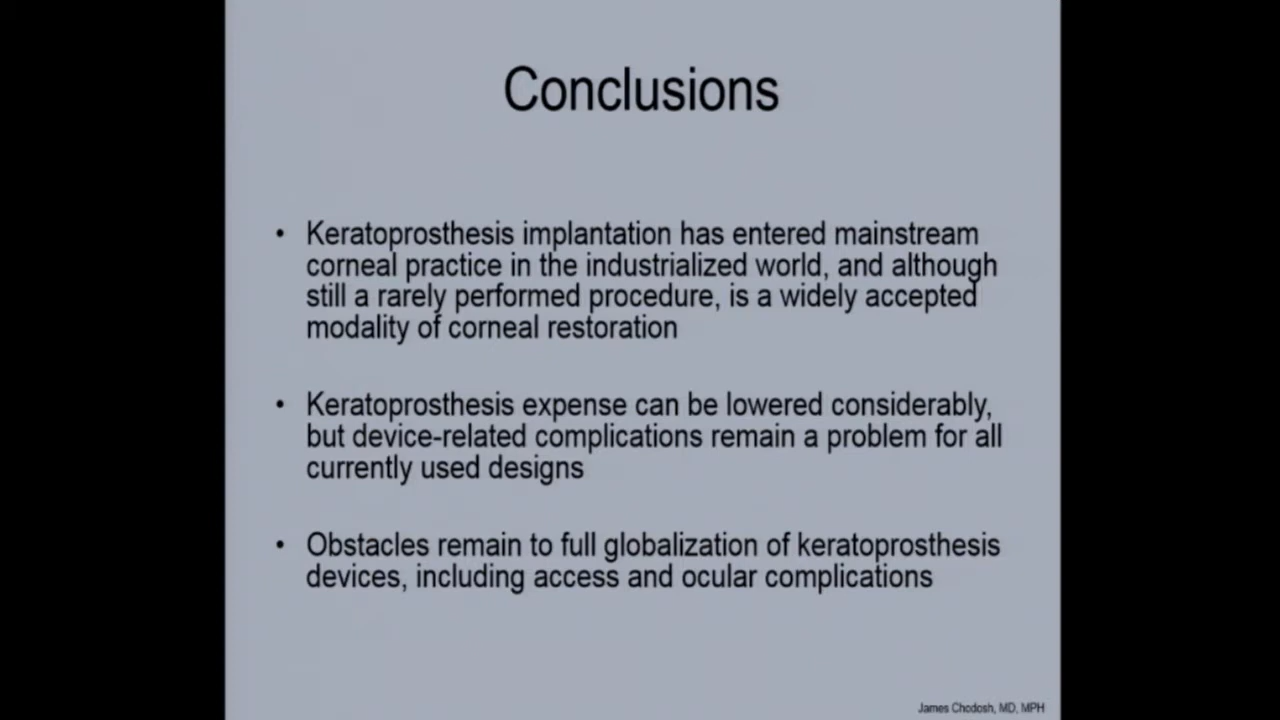 Conclusions
• Keratoprosthesis implantation has entered mainstream
corneal practice in the industrialized world, and although
still a rarely performed procedure, is a widely accepted
modality of corneal restoration
• Keratoprosthesis expense can be lowered considerably,
but device-related complications remain a problem for all
currently used designs
• Obstacles remain to full globalization of keratoprosthesis
devices, including access and ocular complications
James Chodosh, MD, MPH